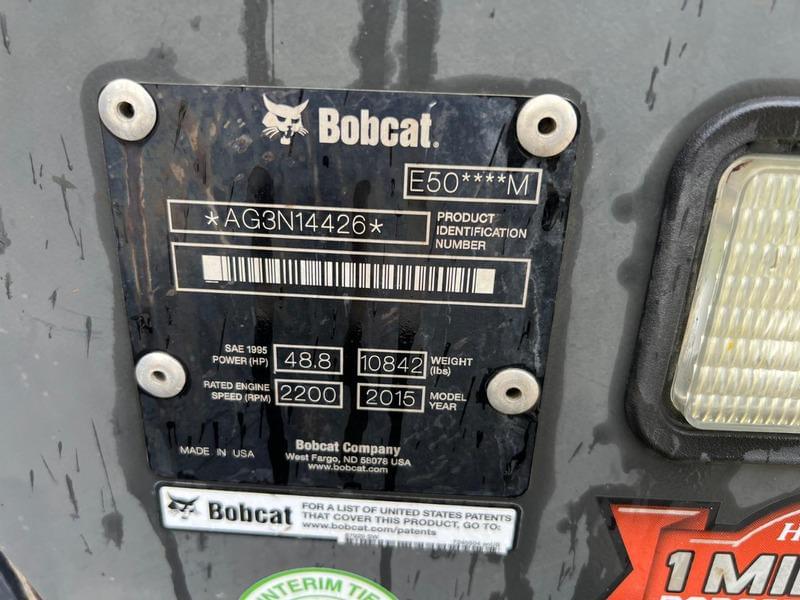 Bobcat.
E50****M
*AG3N14426*
PRODUCT
IDENTIFICATION
NUMBER
SAE 1995
POWER (HP)
48.8
10842
WEIGHT
(lbs)
RATED ENGINE
SPEED (RPM)
2200
2015
MODEL
YEAR
MADE IN USA
Bobcat Company
West Fargo, ND 58078 USA
www.bobcat.com
Bobcat
FOR A LIST OF UNITED STATES PATENTS
THAT COVER THIS PRODUCT, GO TO:
www.bobcat.com/patents
INTERIM TIE
H
1 MI